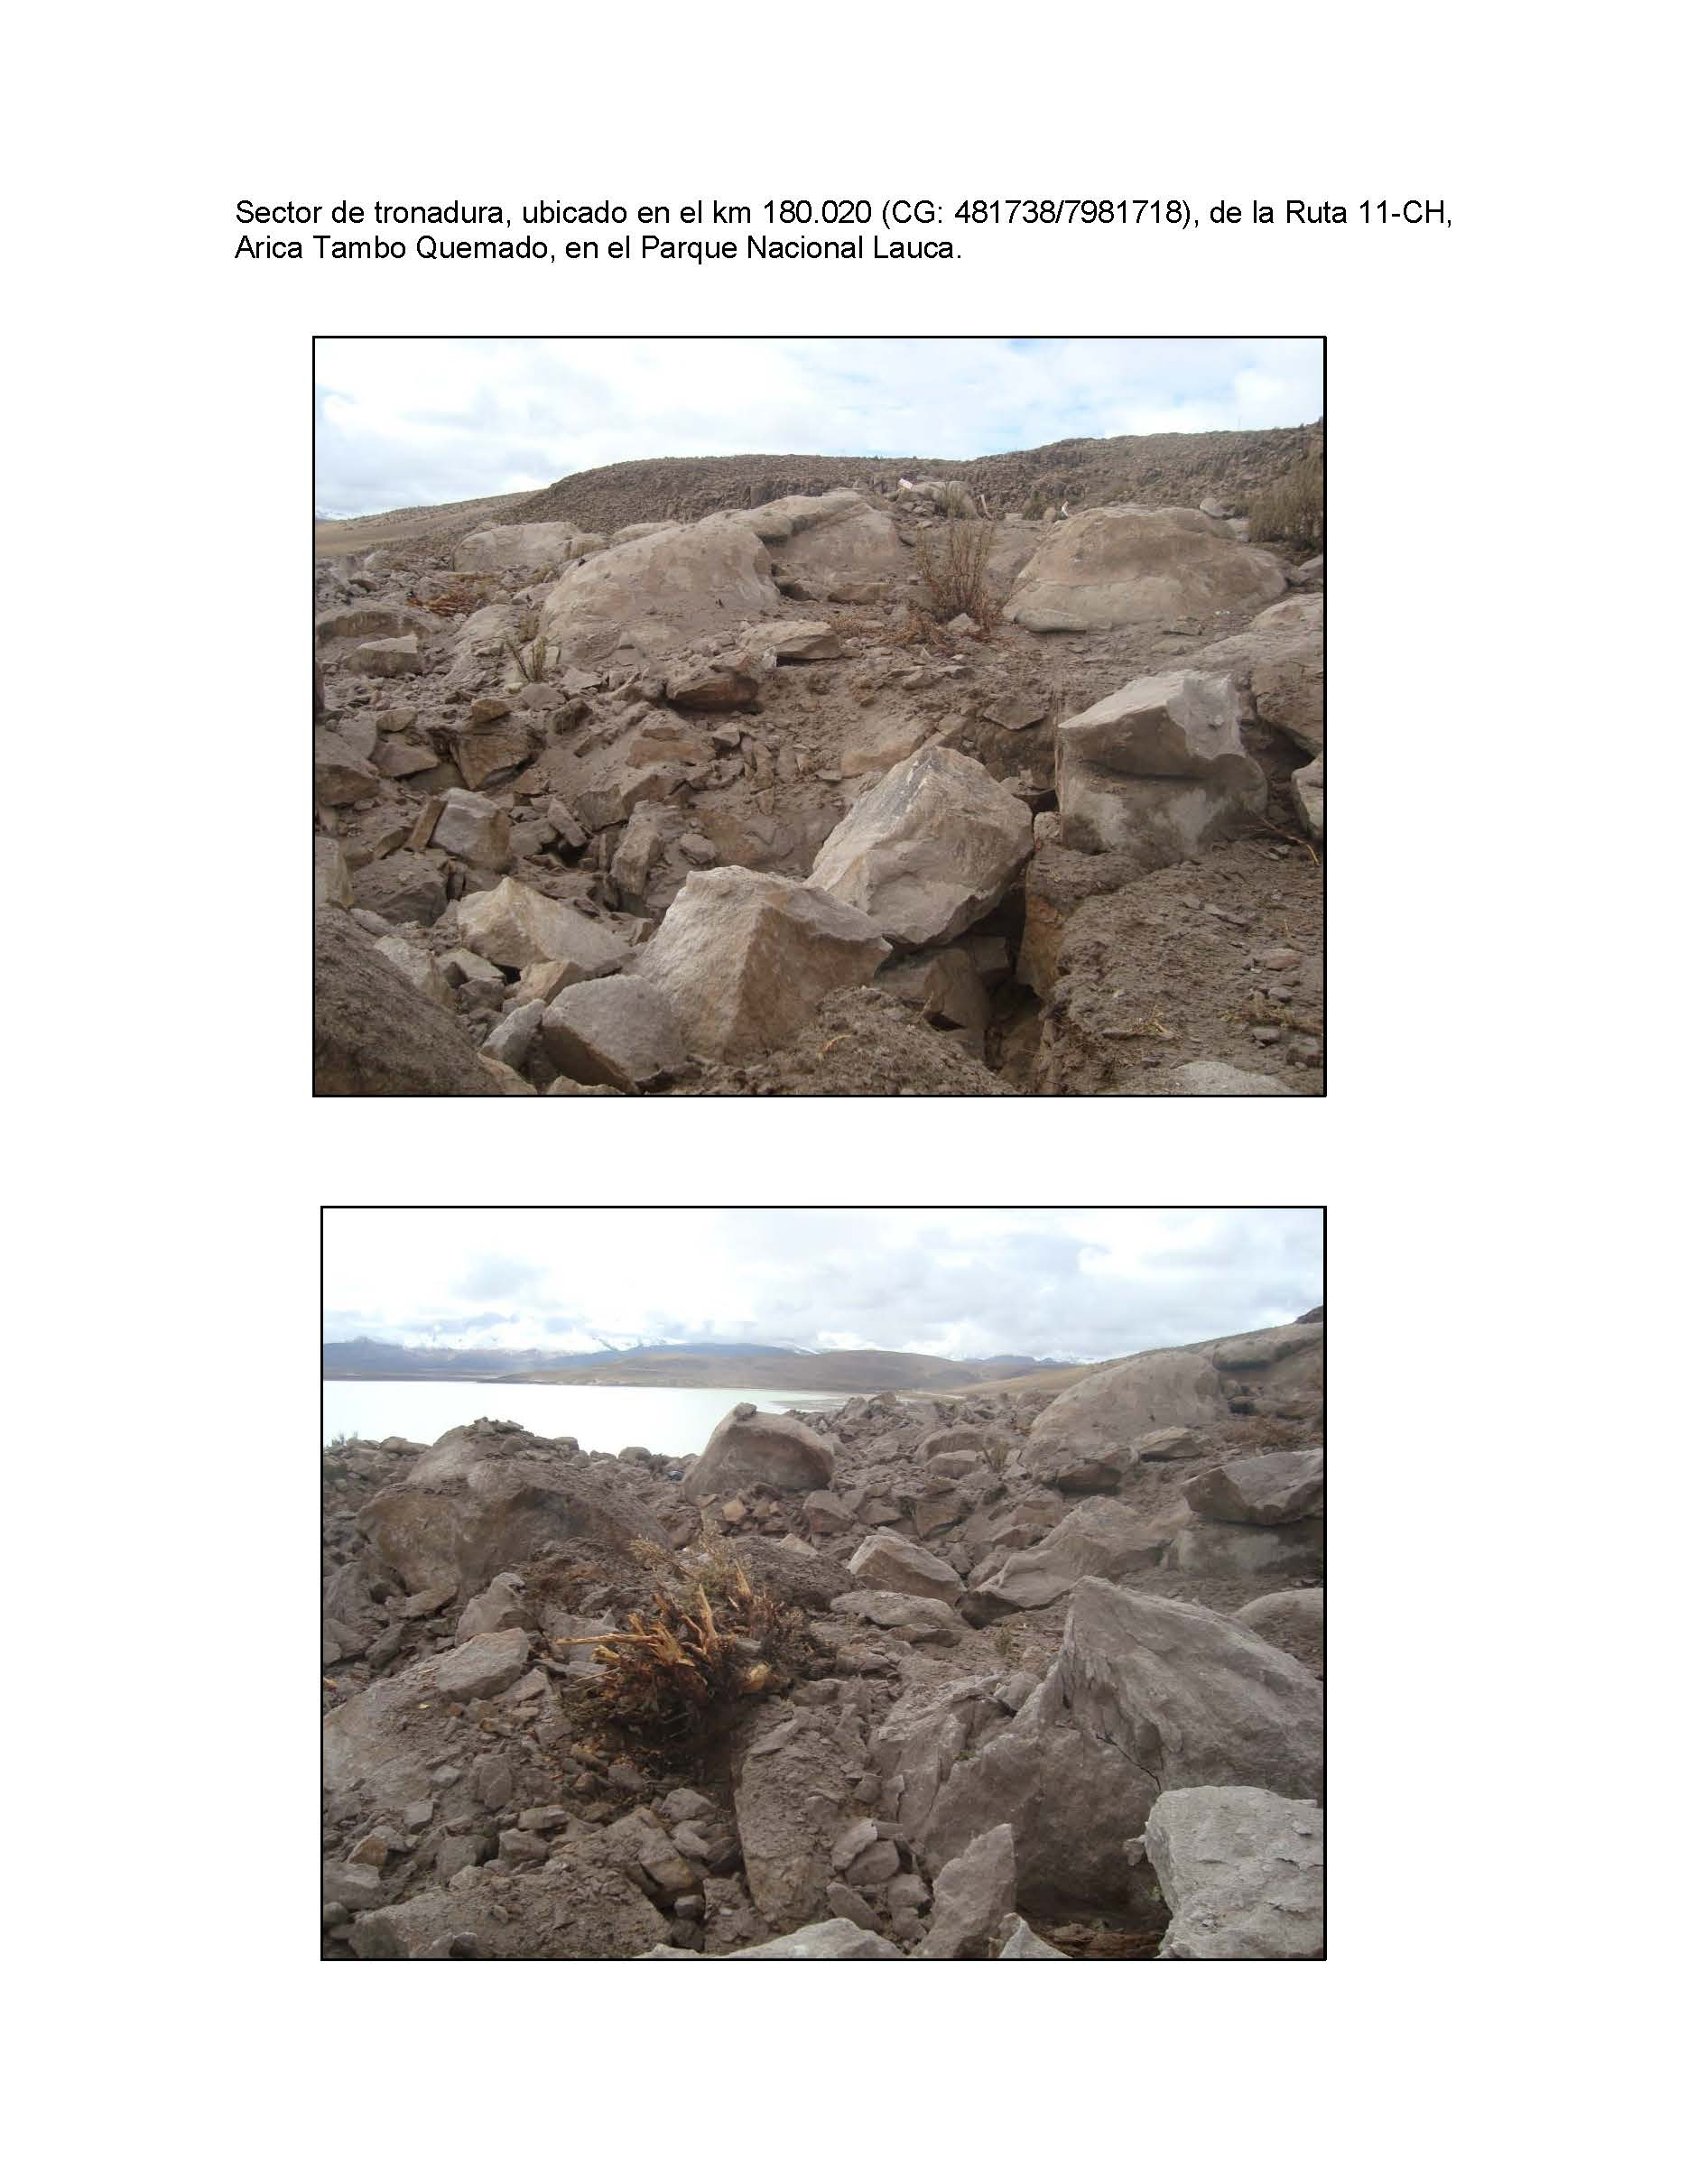 Sector de tronadura, ubicado en el km 180.020 (CG: 481738/7981718), de la Ruta 11-CH,
Arica Tambo Quemado, en el Parque Nacional Lauca.